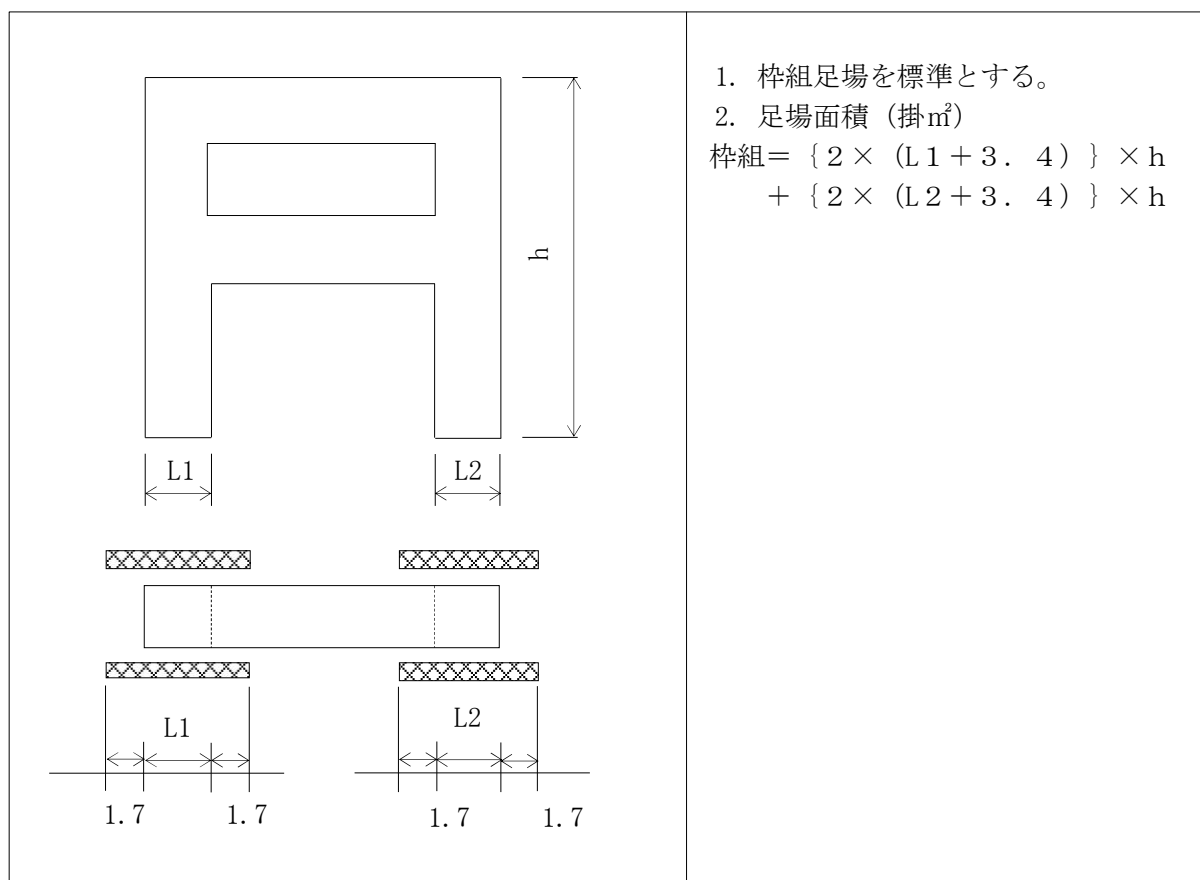 1. 枠組足場を標準とする。
2. 足場面積（掛㎡）
枠組＝｛２×（L１＋３．４）｝×ｈ
＋｛２×（L２＋３．４）｝×ｈ
h
L1
L2
L1
L2
1.7
1.7
1.7
1.7